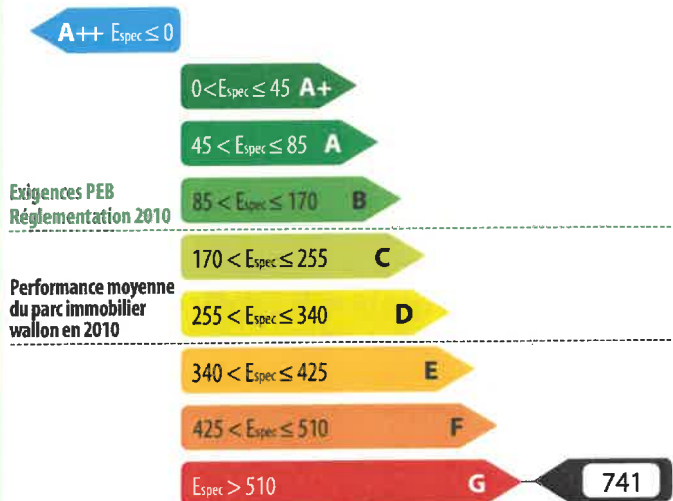 A++ Espec ≤ 0
0 < Espec ≤ 45 A+
45 < Espec ≤ 85 A
Exigences PEB
Réglementation 2010
85 < Espec ≤ 170 B
170 < Espec ≤ 255 C
Performance moyenne
du parc immobilier
wallon en 2010
255 < Espec ≤ 340 D
340 < Espec ≤ 425 E
425 < Espec ≤ 510 F
Espec > 510 G 741